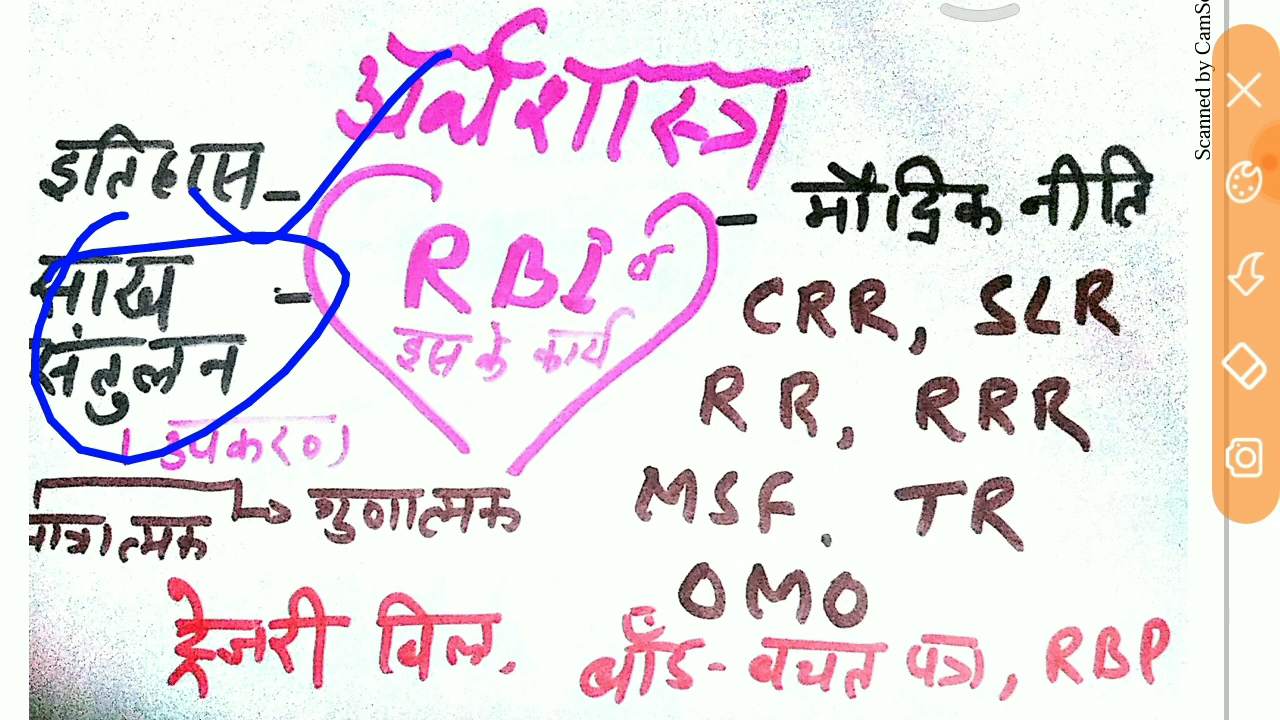 अर्थशास्त्र
इतिहास -
RBI व
- मौद्रिक नीति
साख -
संतुलन
इसके कार्य
CRR, SLR
RR, RRR
उपकरण
मात्रात्मक गुणात्मक
MSF. TR
OMO
ट्रेजरी बिल,
बॉंड - बचत पत्र, RBP
Scanned by CamSc